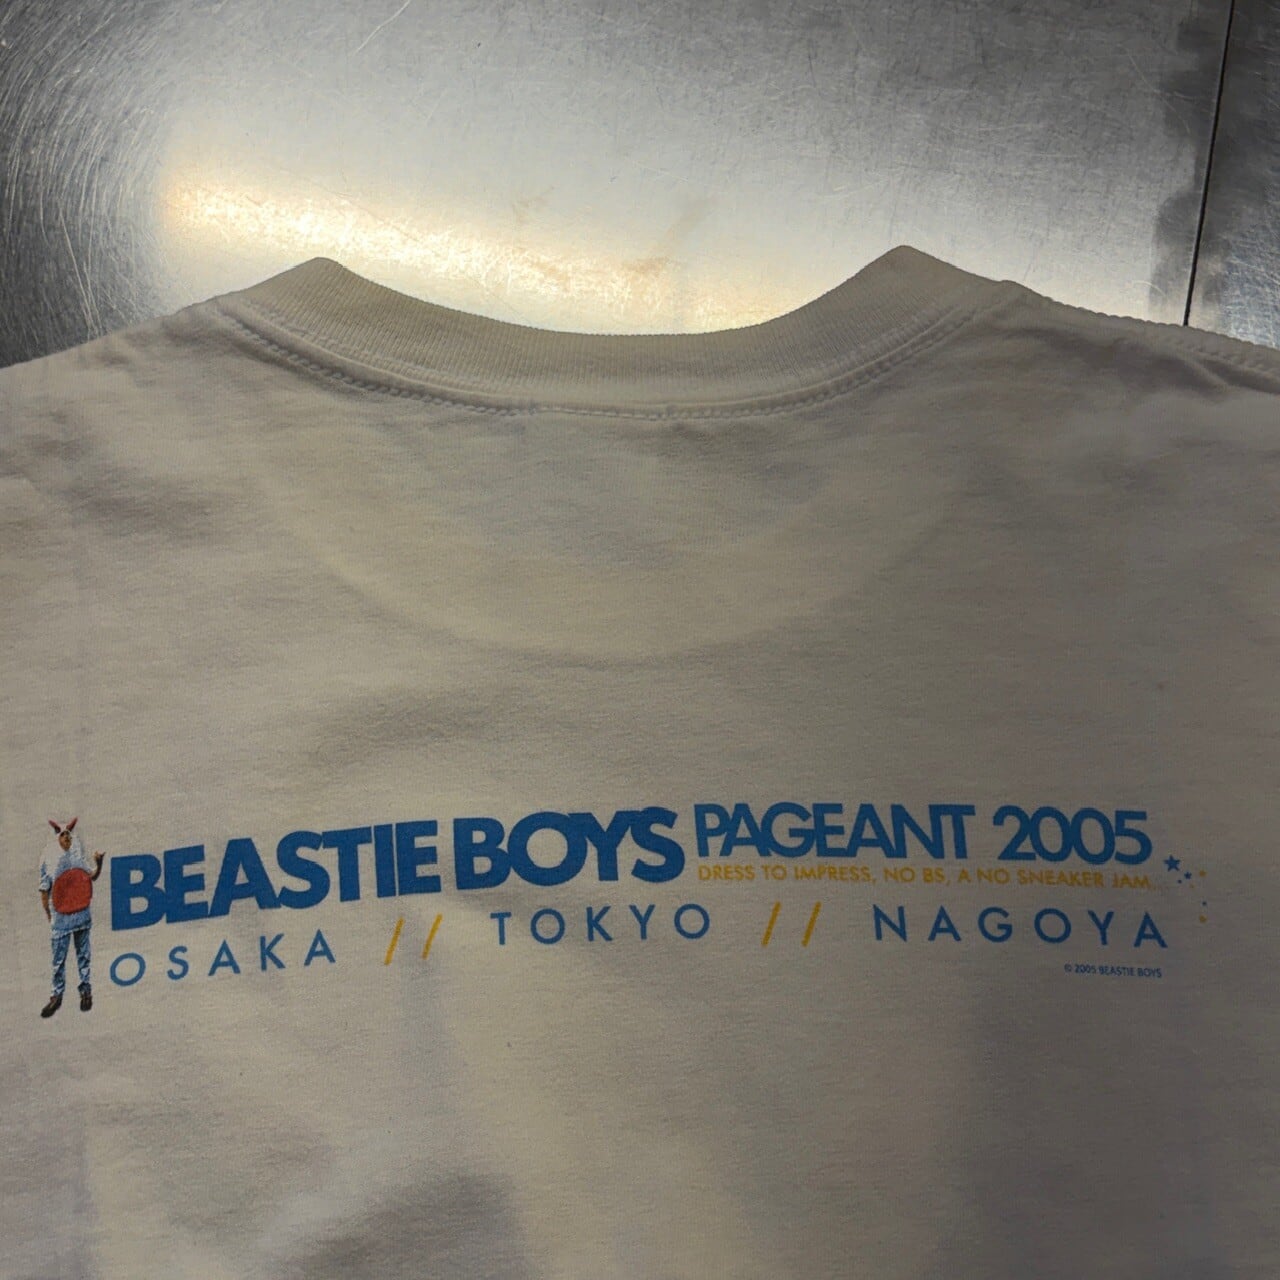 BEASTIE BOYS PAGEANT 2005
DRESS TO IMPRESS, NO BS, A NO SNEAKER JAM...
OSAKA // TOKYO // NAGOYA
© 2005 BEASTIE BOYS